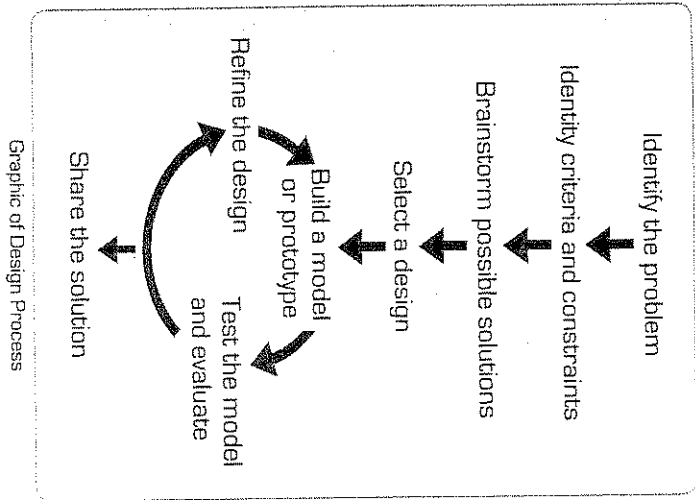 Identify the problem
Identity criteria and constraints
Brainstorm possible solutions
Select a design
Build a model
or prototype
Test the model
and evaluate
Refine the design
Share the solution
Graphic of Design Process